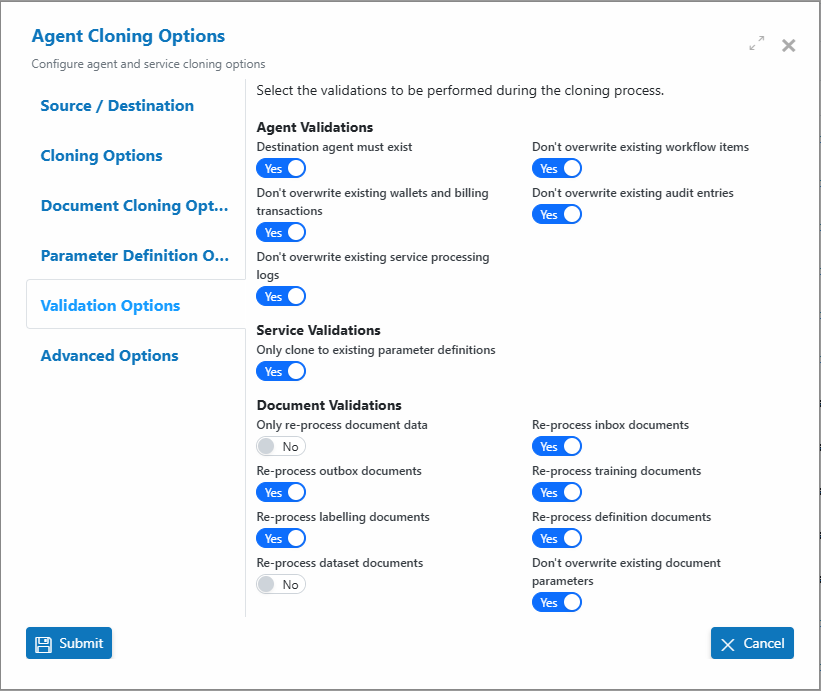 Agent Cloning Options
Configure agent and service cloning options
Source / Destination
Cloning Options
Document Cloning Opt...
Parameter Definition O...
Validation Options
Advanced Options
Select the validations to be performed during the cloning process.
Agent Validations
Destination agent must exist
Yes
Don't overwrite existing workflow items
Yes
Don't overwrite existing wallets and billing
transactions
Yes
Don't overwrite existing audit entries
Yes
Don't overwrite existing service processing
logs
Yes
Service Validations
Only clone to existing parameter definitions
Yes
Document Validations
Only re-process document data
No
Re-process inbox documents
Yes
Re-process outbox documents
Yes
Re-process training documents
Yes
Re-process labelling documents
Yes
Re-process definition documents
Yes
Re-process dataset documents
No
Don't overwrite existing document
parameters
Yes
Submit
Cancel